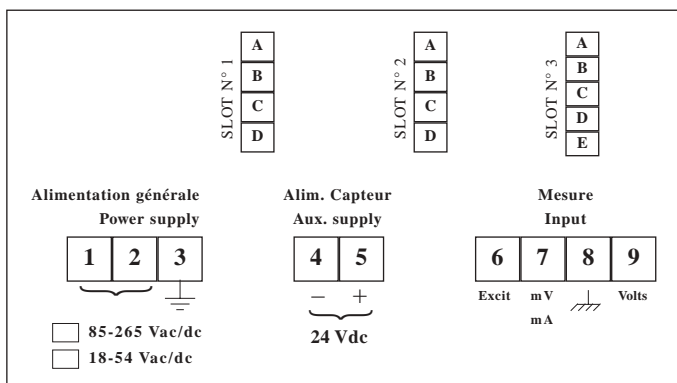 SLOT N° 1
A
B
C
D
SLOT N° 2
A
B
C
D
SLOT N° 3
A
B
C
D
E
Alimentation générale
Power supply
1 2 3
85-265 Vac/dc
18-54 Vac/dc
Alim. Capteur
Aux. supply
4 5
− +
24 Vdc
Mesure
Input
6 7 8 9
Excit mV Volts
mA